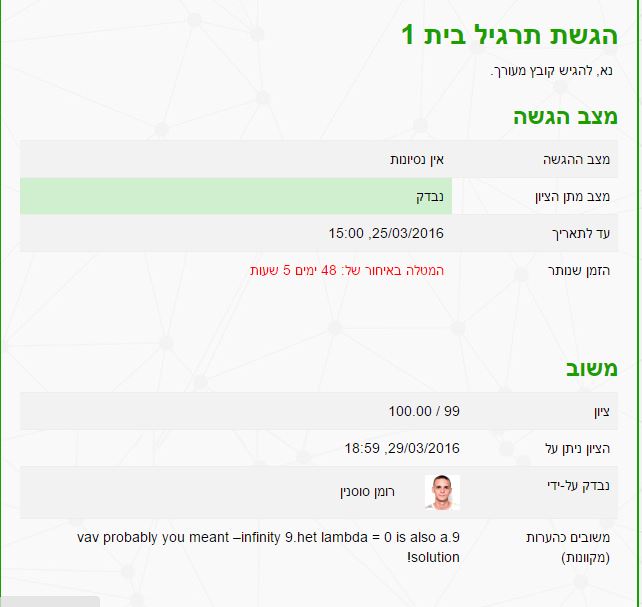 הגשת תרגיל בית 1
נא, להגיש קובץ מעורך.
מצב הגשה
מצב ההגשה אין נסיונות
מצב מתן הציון נבדק
עד לתאריך 25/03/2016, 15:00
הזמן שנותר המטלה באיחור של: 48 ימים 5 שעות
משוב
ציון 99 / 100.00
הציון ניתן על 29/03/2016, 18:59
נבדק על-ידי רומן סוסנין
משובים כהערות vav probably you meant –infinity 9.het lambda = 0 is also a.9
(מקוונות) !solution